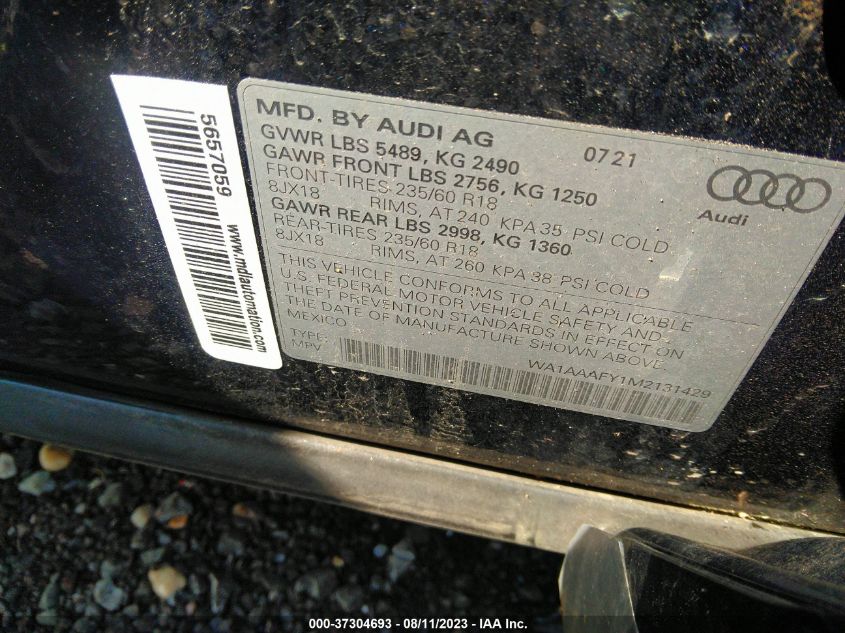 5657059
www.mdiautomation.com
MFD. BY AUDI AG
07 21
GVWR LBS 5489, KG 2490
GAWR FRONT LBS 2756, KG 1250
FRONT-TIRES 235/60 R18
8JX18 RIMS, AT 240 KPA 35 PSI COLD
GAWR REAR LBS 2998, KG 1360
REAR-TIRES 235/60 R18
8JX18 RIMS, AT 260 KPA 38 PSI COLD
Audi
THIS VEHICLE CONFORMS TO ALL APPLICABLE
U.S. FEDERAL MOTOR VEHICLE SAFETY AND
THEFT PREVENTION STANDARDS IN EFFECT ON
THE DATE OF MANUFACTURE SHOWN ABOVE.
MEXICO
TYPE:
MPV
WA1AAAFY1M2131429
000-37304693 - 08/11/2023 - IAA Inc.